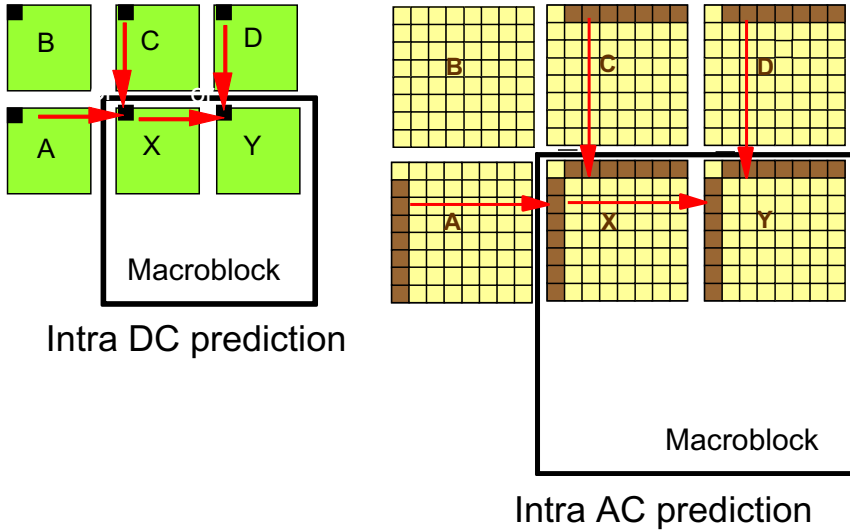 B C D
A X Y
Macroblock
Intra DC prediction
B C D
A X Y
Macroblock
Intra AC prediction